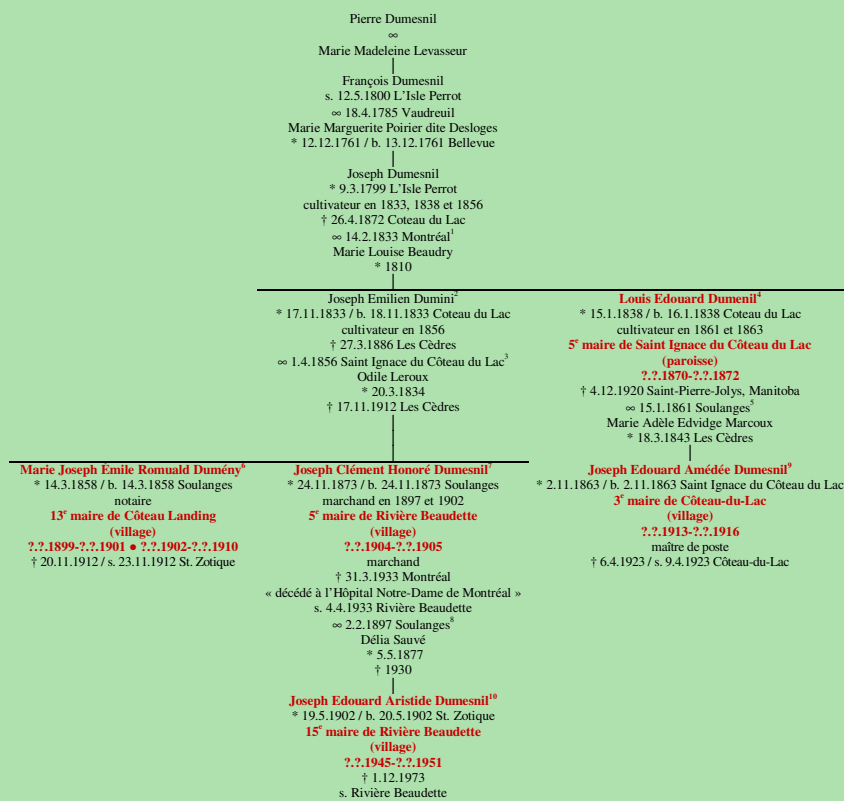 Pierre Dumesnil
∞
Marie Madeleine Levasseur
François Dumesnil
s. 12.5.1800 L'Isle Perrot
∞ 18.4.1785 Vaudreuil
Marie Marguerite Poirier dite Desloges
* 12.12.1761 / b. 13.12.1761 Bellevue
Joseph Dumesnil
* 9.3.1799 L'Isle Perrot
cultivateur en 1833, 1838 et 1856
† 26.4.1872 Coteau du Lac
∞ 14.2.1833 Montréal1
Marie Louise Beaudry
* 1810
Joseph Emilien Dumini2
* 17.11.1833 / b. 18.11.1833 Coteau du Lac
cultivateur en 1856
† 27.3.1886 Les Cèdres
∞ 1.4.1856 Saint Ignace du Côteau du Lac3
Odile Leroux
* 20.3.1834
† 17.11.1912 Les Cèdres
Louis Edouard Dumenil4
* 15.1.1838 / b. 16.1.1838 Coteau du Lac
cultivateur en 1861 et 1863
5e maire de Saint Ignace du Côteau du Lac
(paroisse)
?.?.1870-?.?.1872
† 4.12.1920 Saint-Pierre-Jolys, Manitoba
∞ 15.1.1861 Soulanges5
Marie Adèle Edvidge Marcoux
* 18.3.1843 Les Cèdres
Marie Joseph Émile Romuald Dumény6
* 14.3.1858 / b. 14.3.1858 Soulanges
notaire
13e maire de Côteau Landing
(village)
?.?.1899-?.?.1901 ● ?.?.1902-?.?.1910
† 20.11.1912 / s. 23.11.1912 St. Zotique
Joseph Clément Honoré Dumesnil7
* 24.11.1873 / b. 24.11.1873 Soulanges
marchand en 1897 et 1902
5e maire de Rivière Beaudette
(village)
?.?.1904-?.?.1905
marchand
† 31.3.1933 Montréal
« décédé à l'Hôpital Notre-Dame de Montréal »
s. 4.4.1933 Rivière Beaudette
∞ 2.2.1897 Soulanges8
Délia Sauvé
* 5.5.1877
† 1930
Joseph Edouard Amédée Dumesnil9
* 2.11.1863 / b. 2.11.1863 Saint Ignace du Côteau du Lac
3e maire de Côteau-du-Lac
(village)
?.?.1913-?.?.1916
maître de poste
† 6.4.1923 / s. 9.4.1923 Côteau-du-Lac
Joseph Edouard Aristide Dumesnil10
* 19.5.1902 / b. 20.5.1902 St. Zotique
15e maire de Rivière Beaudette
(village)
?.?.1945-?.?.1951
† 1.12.1973
s. Rivière Beaudette